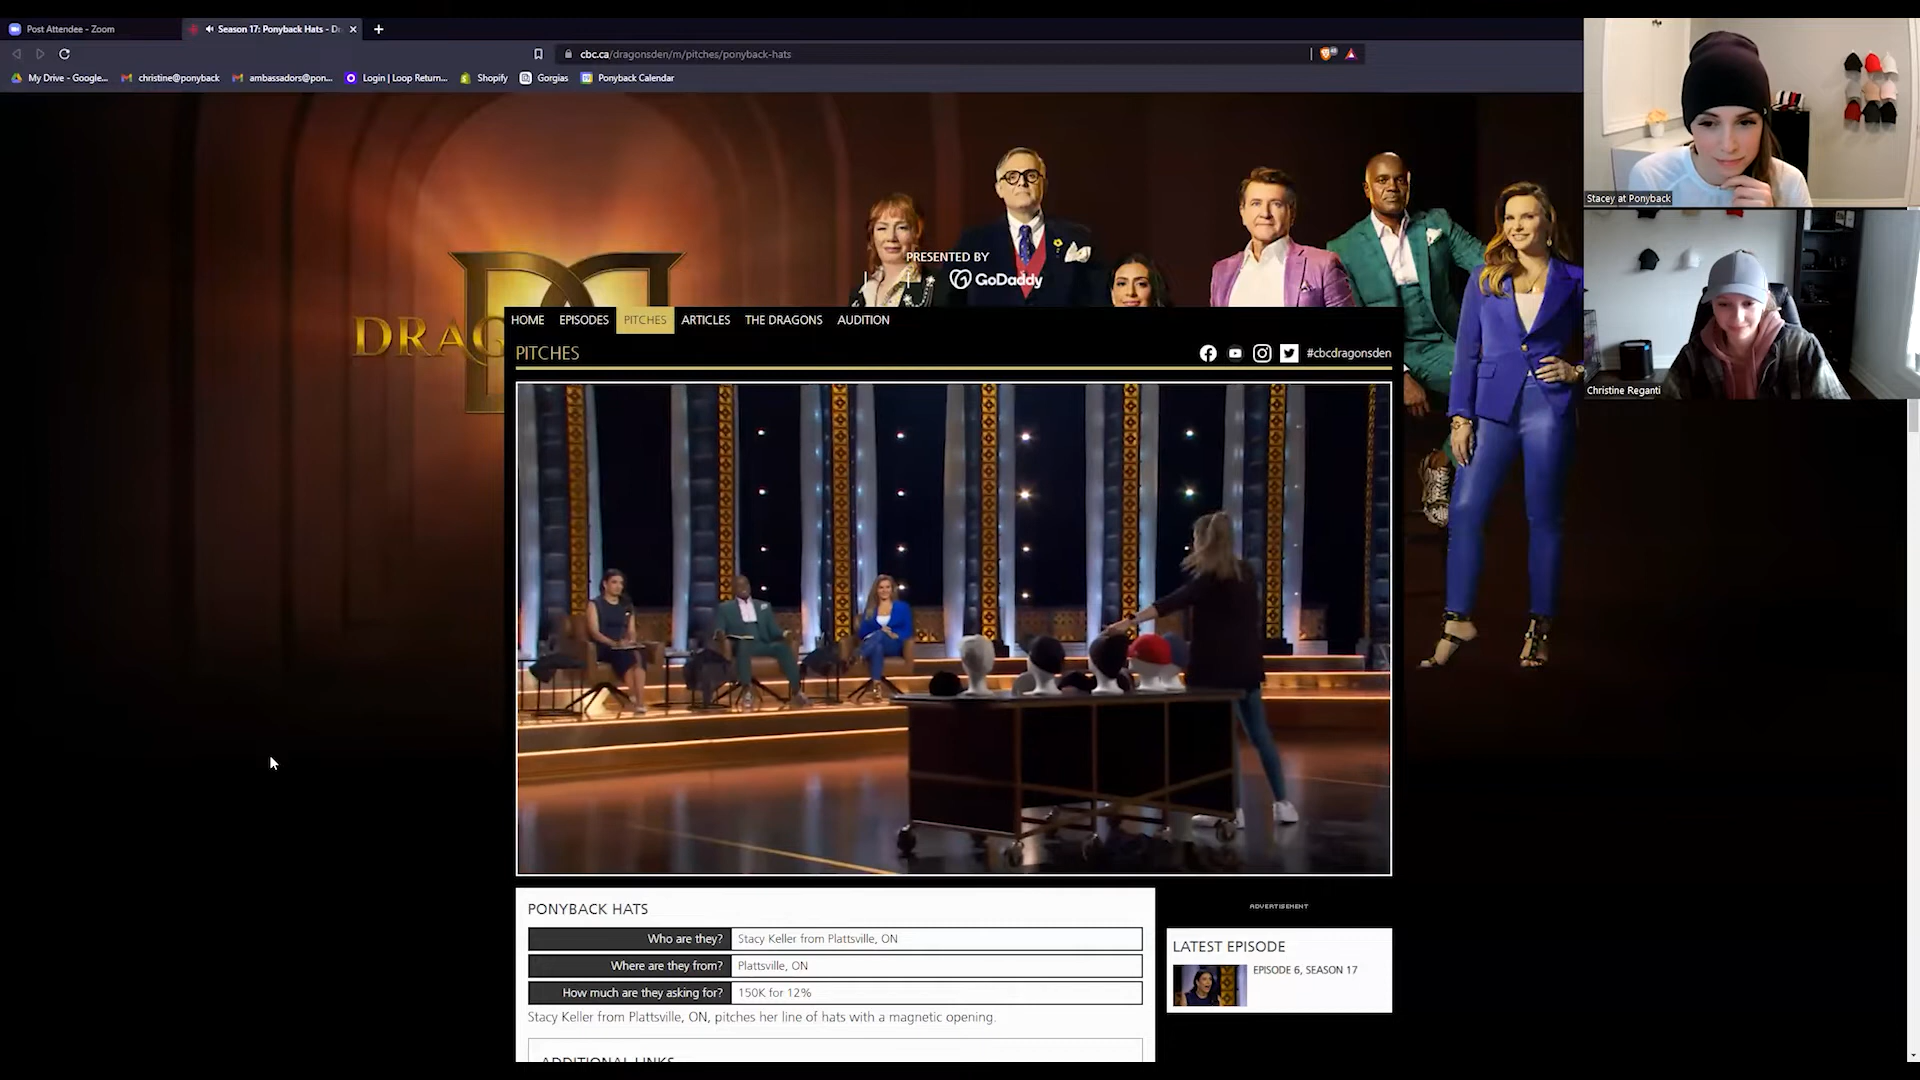 Post Attendee - Zoom
Season 17: Ponyback Hats - D
cbc.ca/dragonsden/m/pitches/ponyback-hats
My Drive - Google...
christine@ponyback
ambassadors@pon...
Login | Loop Return...
Shopify
Gorgias
Ponyback Calendar
Stacey at Ponyback
PRESENTED BY
GoDaddy
DRAG
HOME
EPISODES
PITCHES
ARTICLES
THE DRAGONS
AUDITION
PITCHES
#cbcdragonsden
Christine Reganti
PONYBACK HATS
Who are they? Stacy Keller from Plattsville, ON
Where are they from? Plattsville, ON
How much are they asking for? 150K for 12%
Stacy Keller from Plattsville, ON, pitches her line of hats with a magnetic opening.
ADDITIONAL LINKS
ADVERTISEMENT
LATEST EPISODE
EPISODE 6, SEASON 17